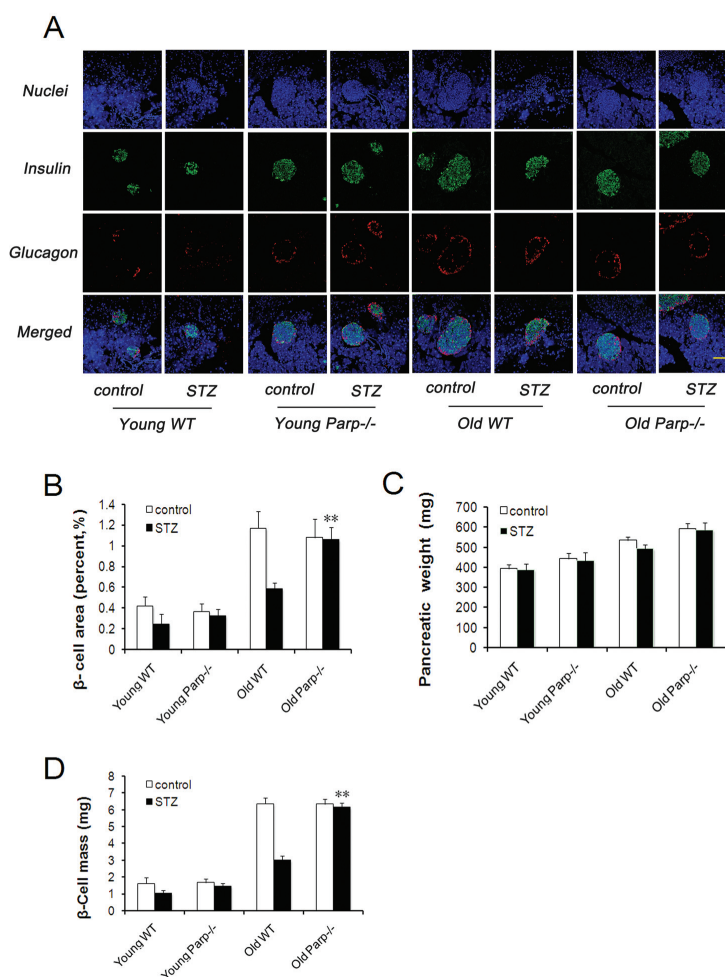 A
Nuclei
Insulin
Glucagon
Merged
control STZ control STZ control STZ control STZ
Young WT Young Parp-/- Old WT Old Parp-/-
B
β- cell area (percent,%)
1.4
1.2
1
0.8
0.6
0.4
0.2
0
control
STZ
**
Young WT
Young Parp-/-
Old WT
Old Parp-/-
C
Pancreatic weight (mg)
700
600
500
400
300
200
100
0
control
STZ
Young WT
Young Parp-/-
Old WT
Old Parp-/-
D
β-Cell mass (mg)
8
7
6
5
4
3
2
1
0
control
STZ
**
Young WT
Young Parp-/-
Old WT
Old Parp-/-